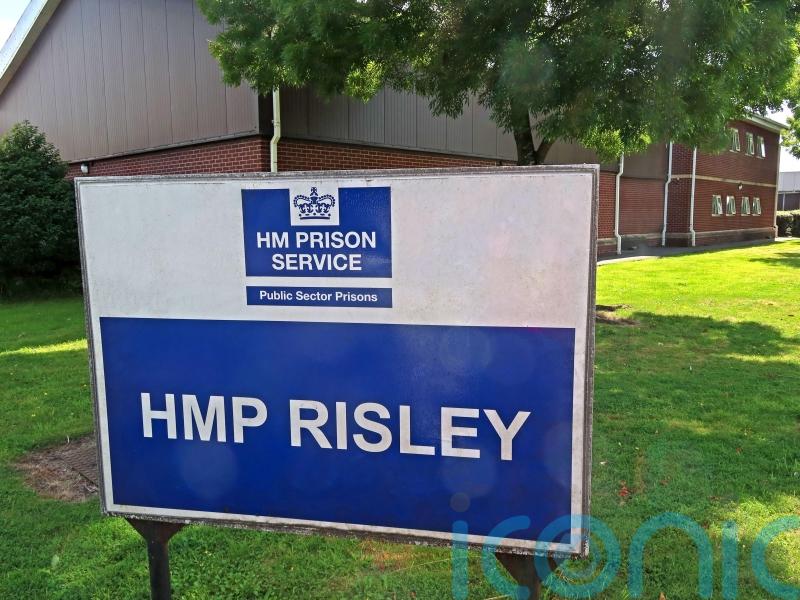 HM PRISON
SERVICE
Public Sector Prisons
HMP RISLEY
iconic